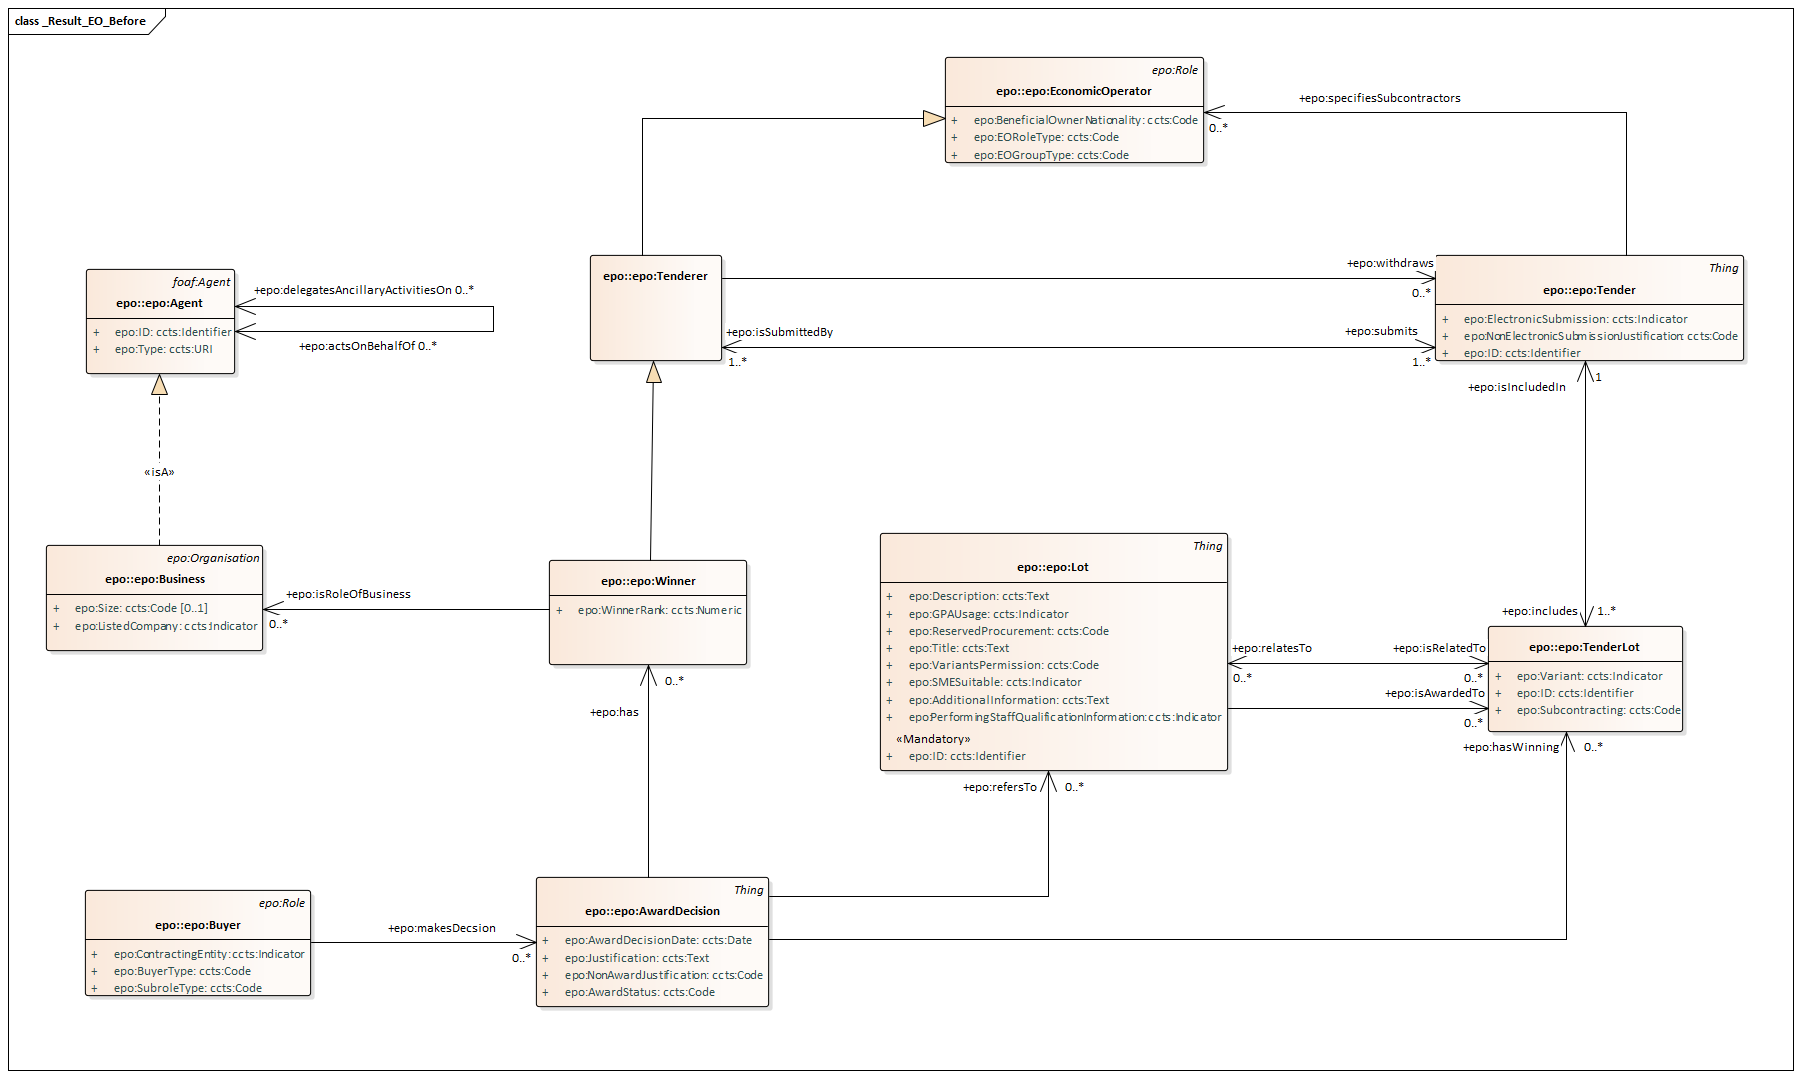 class _Result_EO_Before
epo:Role
epo::epo:EconomicOperator
+ epo:BeneficialOwnerNationality: ccts:Code
+ epo:EORoleType: ccts:Code
+ epo:EOGroupType: ccts:Code
+epo:specifiesSubcontractors
0..*
foaf:Agent
epo::epo:Agent
+ epo:ID: ccts:Identifier
+ epo:Type: ccts:URI
+epo:delegatesAncillaryActivitiesOn 0..*
+epo:actsOnBehalfOf 0..*
epo::epo:Tenderer
+epo:withdraws
0..*
+epo:isSubmittedBy
1..*
+epo:submits
1..*
Thing
epo::epo:Tender
+ epo:ElectronicSubmission: ccts:Indicator
+ epo:NonElectronicSubmissionJustification: ccts:Code
+ epo:ID: ccts:Identifier
+epo:isIncludedIn
1
«isA»
epo:Organisation
epo::epo:Business
+ epo:Size: ccts:Code [0..1]
+ epo:ListedCompany: ccts:Indicator
+epo:isRoleOfBusiness
0..*
epo::epo:Winner
+ epo:WinnerRank: ccts:Numeric
0..*
+epo:has
Thing
epo::epo:Lot
+ epo:Description: ccts:Text
+ epo:GPAUsage: ccts:Indicator
+ epo:ReservedProcurement: ccts:Code
+ epo:Title: ccts:Text
+ epo:VariantsPermission: ccts:Code
+ epo:SMESuitable: ccts:Indicator
+ epo:AdditionalInformation: ccts:Text
+ epo:PerformingStaffQualificationInformation: ccts:Indicator
«Mandatory»
+ epo:ID: ccts:Identifier
+epo:includes
1..*
+epo:relatesTo
0..*
+epo:isRelatedTo
0..*
+epo:isAwardedTo
0..*
epo::epo:TenderLot
+ epo:Variant: ccts:Indicator
+ epo:ID: ccts:Identifier
+ epo:Subcontracting: ccts:Code
+epo:hasWinning
0..*
+epo:refersTo
0..*
epo:Role
epo::epo:Buyer
+ epo:ContractingEntity: ccts:Indicator
+ epo:BuyerType: ccts:Code
+ epo:SubroleType: ccts:Code
+epo:makesDecsion
0..*
Thing
epo::epo:AwardDecision
+ epo:AwardDecisionDate: ccts:Date
+ epo:Justification: ccts:Text
+ epo:NonAwardJustification: ccts:Code
+ epo:AwardStatus: ccts:Code